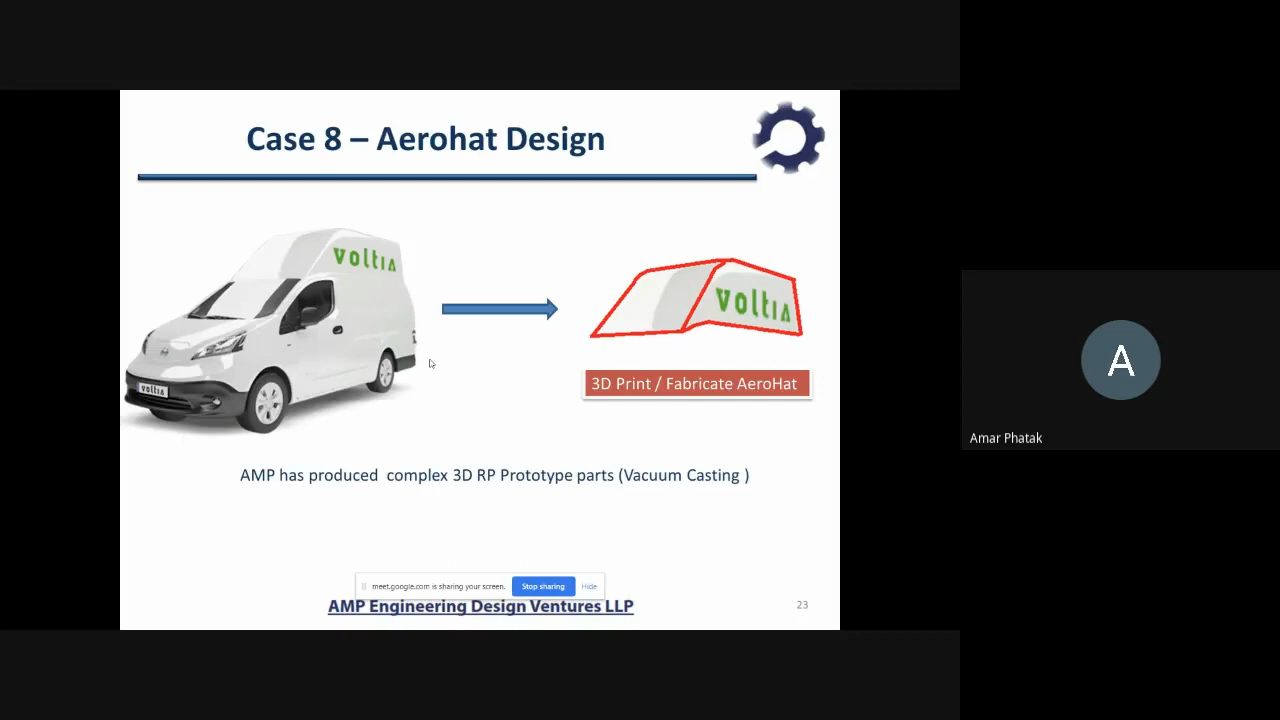 Case 8 – Aerohat Design
voltia
voltia
voltia
3D Print / Fabricate AeroHat
AMP has produced  complex 3D RP Prototype parts (Vacuum Casting )
meet.google.com is sharing your screen. Stop sharing Hide
AMP Engineering Design Ventures LLP
23
A
Amar Phatak